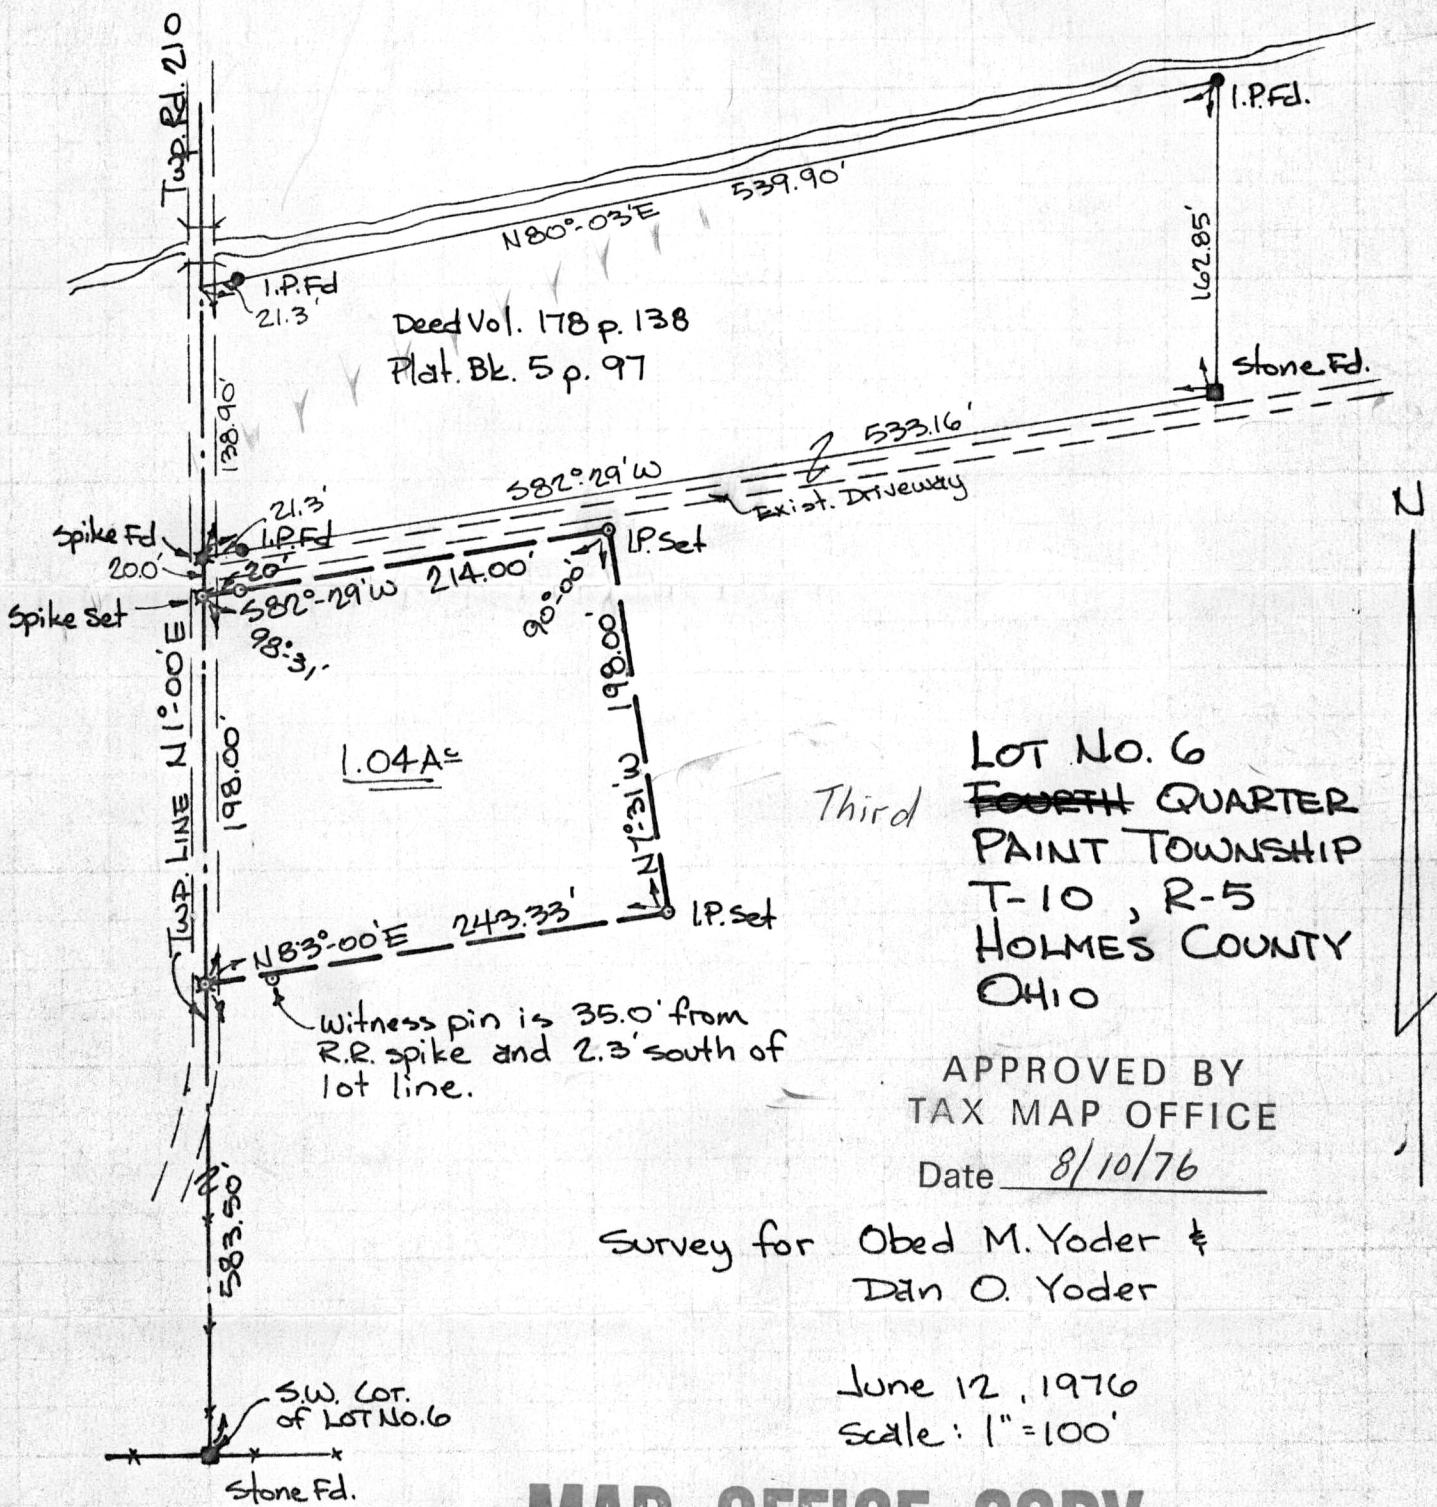 Twp. Rd. 210
I.P. Fd.
539.90'
N80°-03'E
162.85'
I.P. Fd
21.3'
Deed Vol. 178 p. 138
Plat. Bk. 5 p. 97
Stone Fd.
138.90'
533.16'
S82°-29'W
Exist. Driveway
21.3'
Spike Fd
I.P. Fd
I.P. Set
20.0'
20'
214.00'
S82°-29'W
Spike Set
90°-00'
N
TWP. LINE N1°-00'E
198.00'
198.00'
N7°-31'W
1.04 Ac
LOT NO. 6
Third FOURTH QUARTER
PAINT TOWNSHIP
T-10, R-5
HOLMES COUNTY
OHIO
N83°-00'E 243.33'
I.P. Set
Witness pin is 35.0' from
R.R. spike and 2.3' south of
lot line.
APPROVED BY
TAX MAP OFFICE
Date 8/10/76
583.50'
Survey for Obed M. Yoder &
Dan O. Yoder
June 12, 1976
Scale: 1"=100'
S.W. Cor.
of LOT NO. 6
Stone Fd.
MAP OFFICE COPY